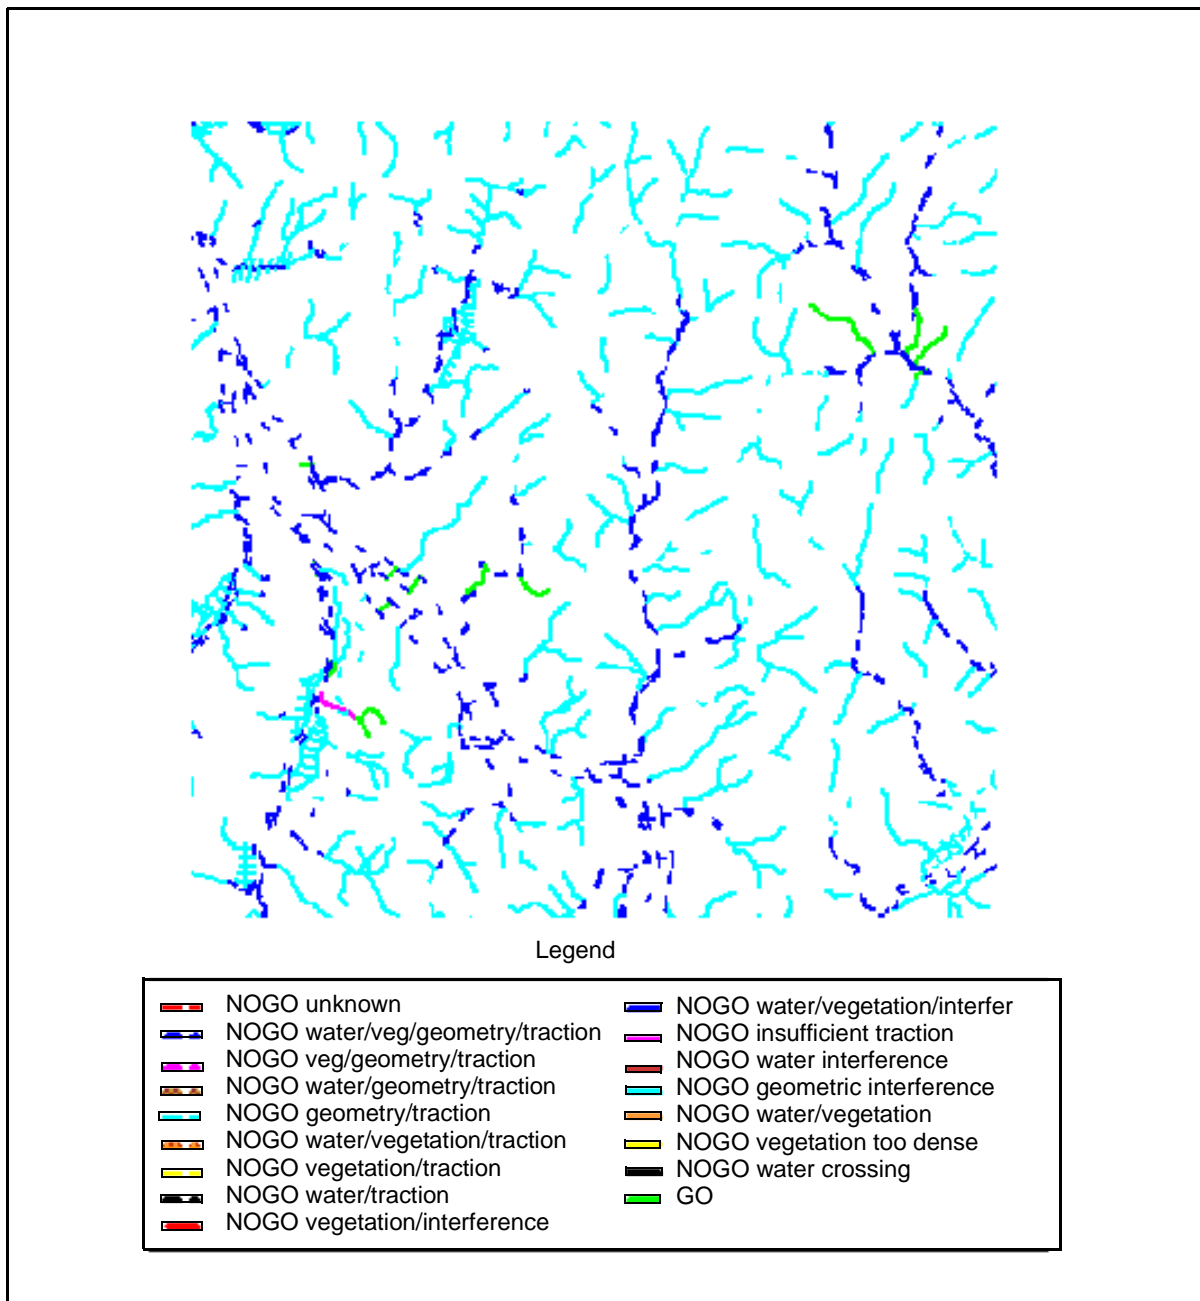 Legend
NOGO unknown
NOGO water/veg/geometry/traction
NOGO veg/geometry/traction
NOGO water/geometry/traction
NOGO geometry/traction
NOGO water/vegetation/traction
NOGO vegetation/traction
NOGO water/traction
NOGO vegetation/interference
NOGO water/vegetation/interfer
NOGO insufficient traction
NOGO water interference
NOGO geometric interference
NOGO water/vegetation
NOGO vegetation too dense
NOGO water crossing
GO